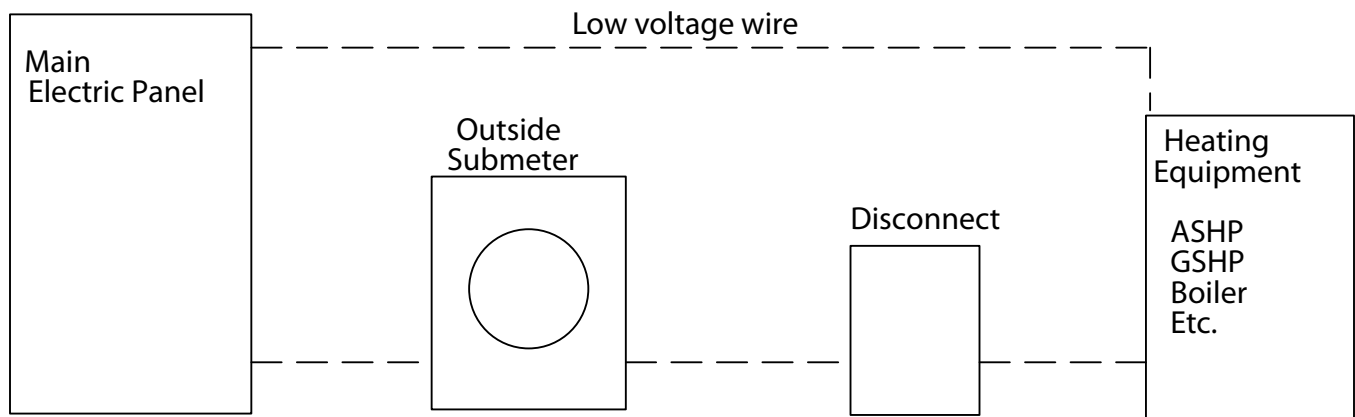 Low voltage wire
Main
Electric Panel
Outside
Submeter
Disconnect
Heating
Equipment
ASHP
GSHP
Boiler
Etc.